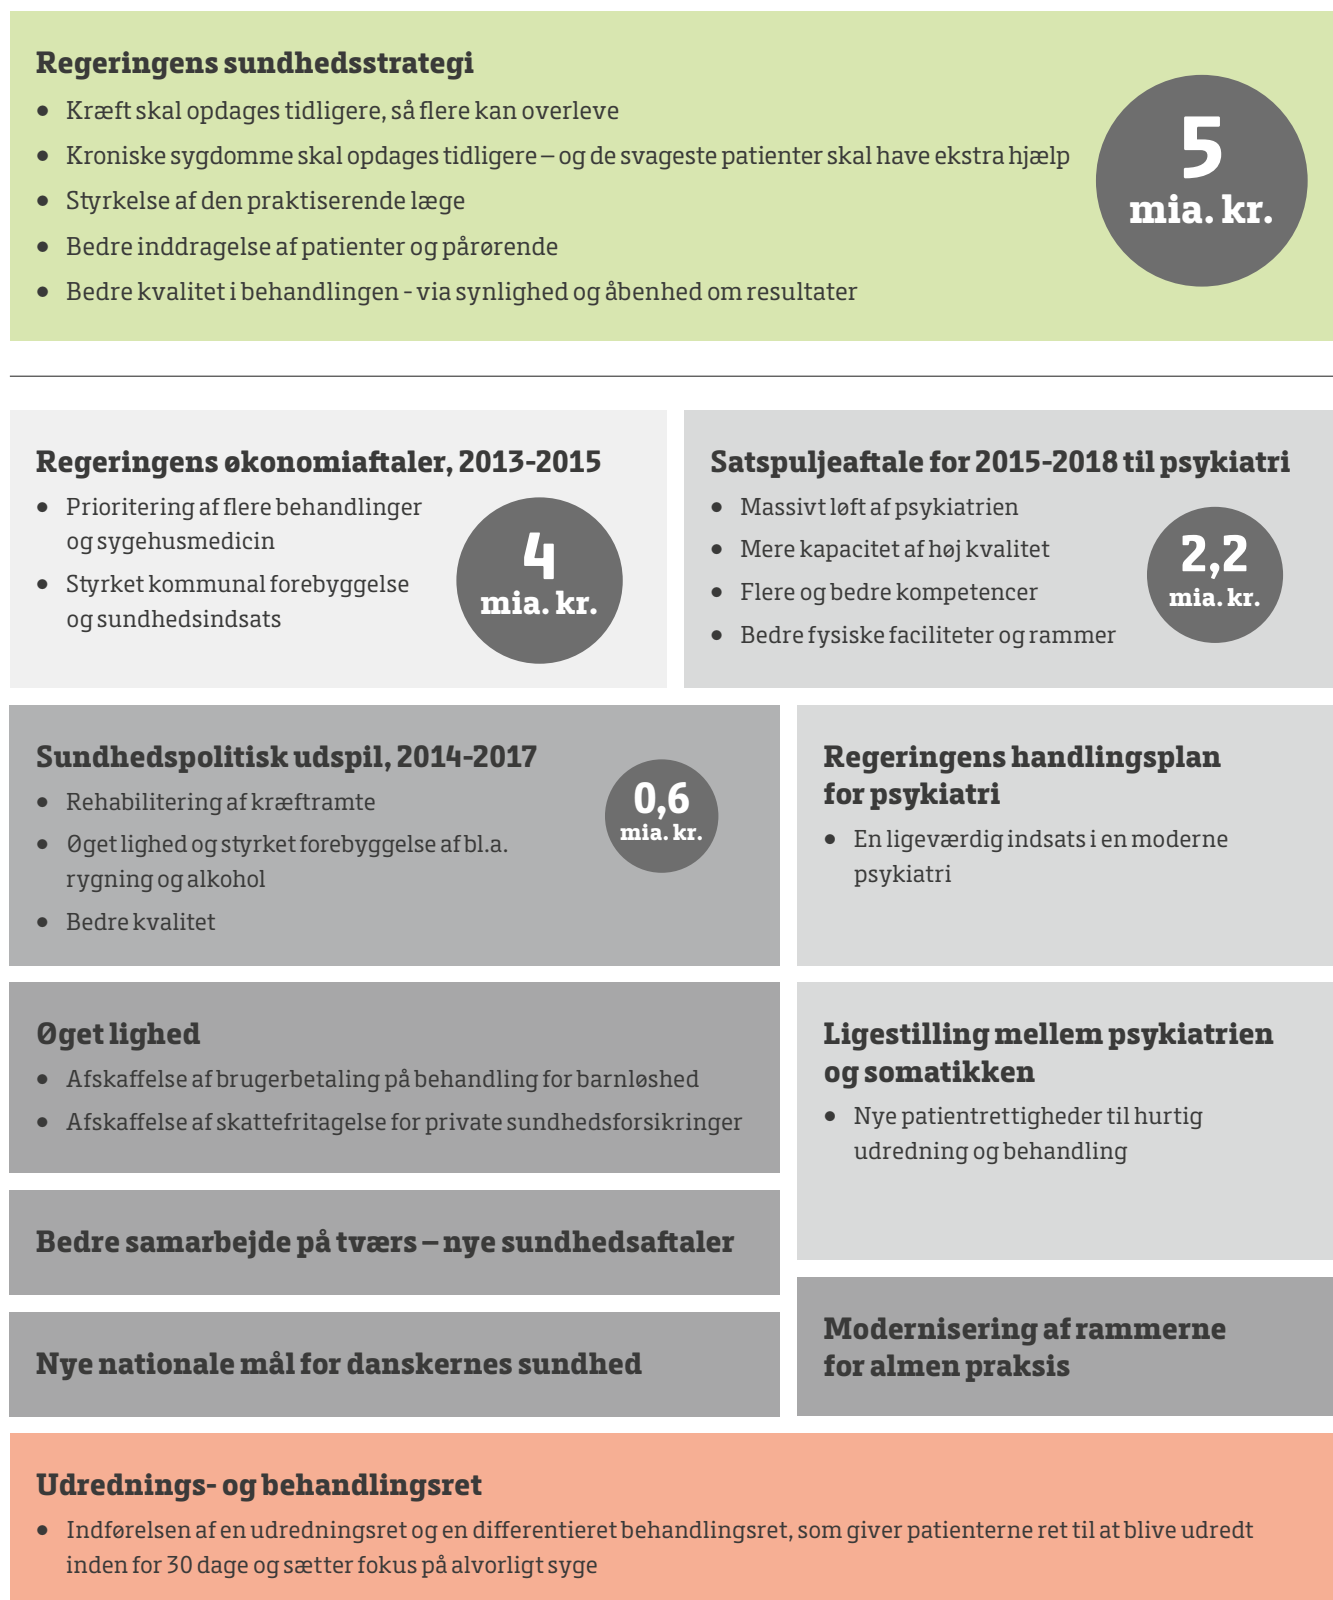 Regeringens sundhedsstrategi
• Kræft skal opdages tidligere, så flere kan overleve
• Kroniske sygdomme skal opdages tidligere – og de svageste patienter skal have ekstra hjælp
• Styrkelse af den praktiserende læge
• Bedre inddragelse af patienter og pårørende
• Bedre kvalitet i behandlingen - via synlighed og åbenhed om resultater
5
mia. kr.
Regeringens økonomiaftaler, 2013-2015
• Prioritering af flere behandlinger
og sygehusmedicin
• Styrket kommunal forebyggelse
og sundhedsindsats
4
mia. kr.
Satspuljeaftale for 2015-2018 til psykiatri
• Massivt løft af psykiatrien
• Mere kapacitet af høj kvalitet
• Flere og bedre kompetencer
• Bedre fysiske faciliteter og rammer
2,2
mia. kr.
Sundhedspolitisk udspil, 2014-2017
• Rehabilitering af kræftramte
• Øget lighed og styrket forebyggelse af bl.a.
rygning og alkohol
• Bedre kvalitet
0,6
mia. kr.
Regeringens handlingsplan
for psykiatri
• En ligeværdig indsats i en moderne
psykiatri
Øget lighed
• Afskaffelse af brugerbetaling på behandling for barnløshed
• Afskaffelse af skattefritagelse for private sundhedsforsikringer
Ligestilling mellem psykiatrien
og somatikken
• Nye patientrettigheder til hurtig
udredning og behandling
Bedre samarbejde på tværs – nye sundhedsaftaler
Nye nationale mål for danskernes sundhed
Modernisering af rammerne
for almen praksis
Udrednings- og behandlingsret
• Indførelsen af en udredningsret og en differentieret behandlingsret, som giver patienterne ret til at blive udredt
inden for 30 dage og sætter fokus på alvorligt syge